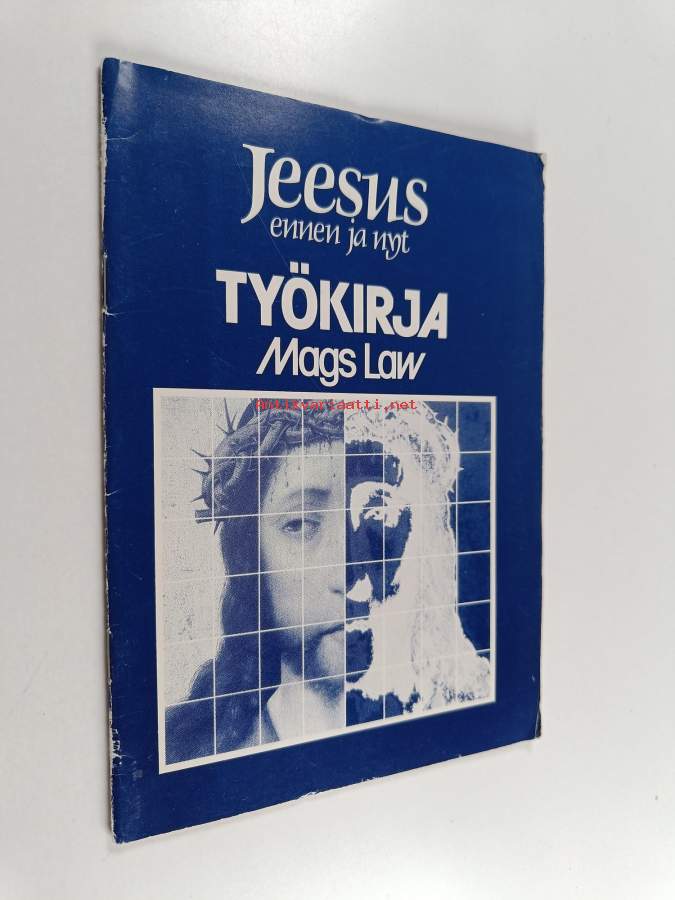 Jeesus
ennen ja nyt
TYÖKIRJA
Mags Law
Antikvariaatti.net